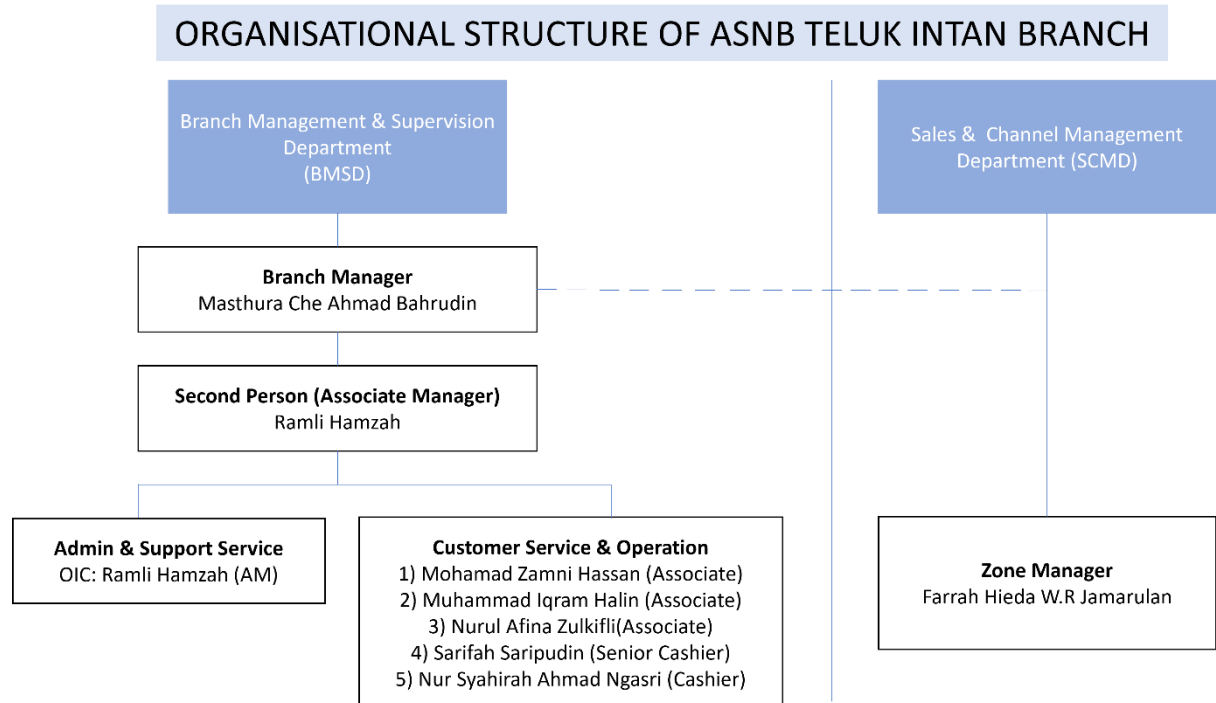 ORGANISATIONAL STRUCTURE OF ASNB TELUK INTAN BRANCH
Branch Management & Supervision
Department
(BMSD)
Sales & Channel Management
Department (SCMD)
Branch Manager
Masthura Che Ahmad Bahrudin
Second Person (Associate Manager)
Ramli Hamzah
Admin & Support Service
OIC: Ramli Hamzah (AM)
Customer Service & Operation
1) Mohamad Zamni Hassan (Associate)
2) Muhammad Iqram Halin (Associate)
3) Nurul Afina Zulkifli(Associate)
4) Sarifah Saripudin (Senior Cashier)
5) Nur Syahirah Ahmad Ngasri (Cashier)
Zone Manager
Farrah Hieda W.R Jamarulan